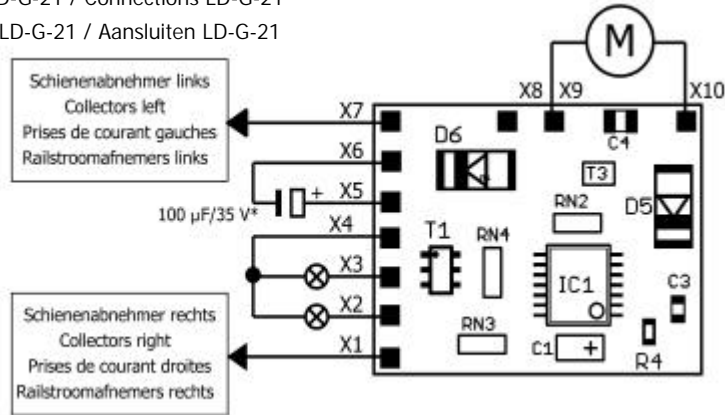 LD-G-21 / Connections LD-G-21
LD-G-21 / Aansluiten LD-G-21
Schienenabnehmer links
Collectors left
Prises de courant gauches
Railstroomafnemers links
100 µF/35 V*
+
Schienenabnehmer rechts
Collectors right
Prises de courant droites
Railstroomafnemers rechts
X7
X6
X5
X4
X3
X2
X1
M
X8 X9
X10
D6
C4
T3
RN2
D5
T1
RN4
IC1
C3
RN3
C1 +
R4